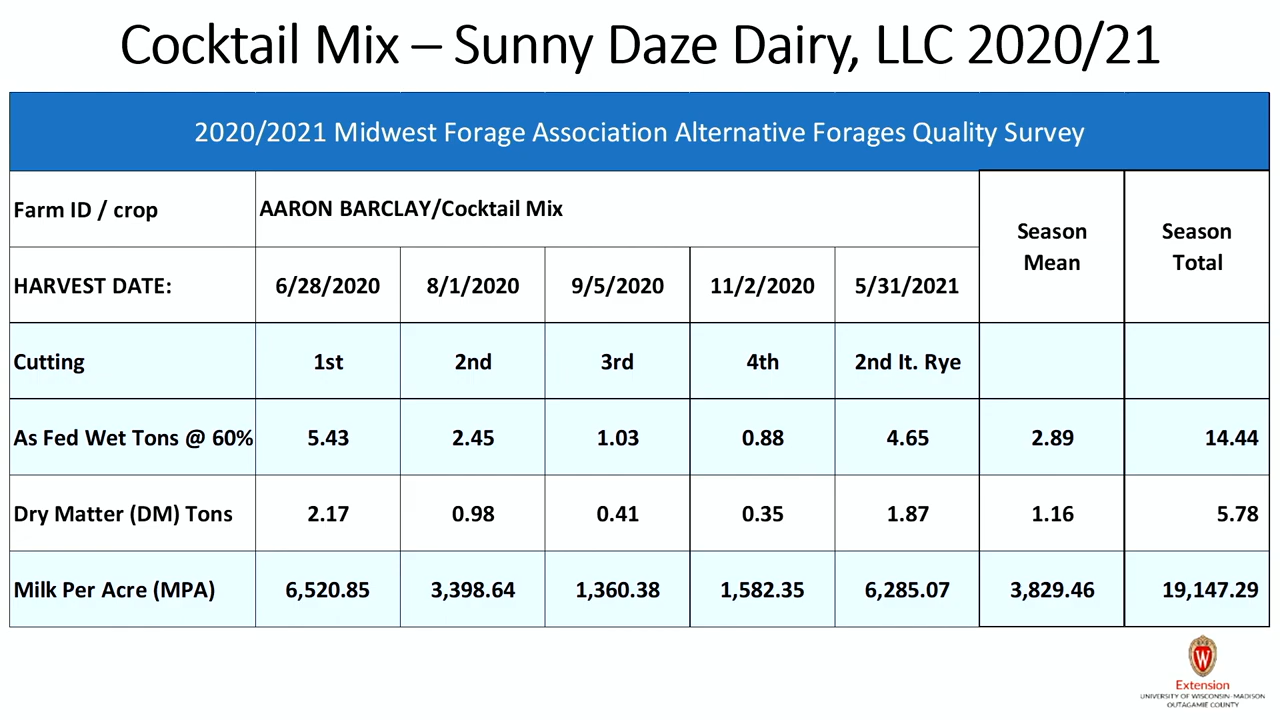 Cocktail Mix – Sunny Daze Dairy, LLC 2020/21
2020/2021 Midwest Forage Association Alternative Forages Quality Survey
Farm ID / crop AARON BARCLAY/Cocktail Mix Season Mean Season Total
HARVEST DATE: 6/28/2020 8/1/2020 9/5/2020 11/2/2020 5/31/2021
Cutting 1st 2nd 3rd 4th 2nd It. Rye
As Fed Wet Tons @ 60% 5.43 2.45 1.03 0.88 4.65 2.89 14.44
Dry Matter (DM) Tons 2.17 0.98 0.41 0.35 1.87 1.16 5.78
Milk Per Acre (MPA) 6,520.85 3,398.64 1,360.38 1,582.35 6,285.07 3,829.46 19,147.29
W
Extension
UNIVERSITY OF WISCONSIN-MADISON
OUTAGAMIE COUNTY